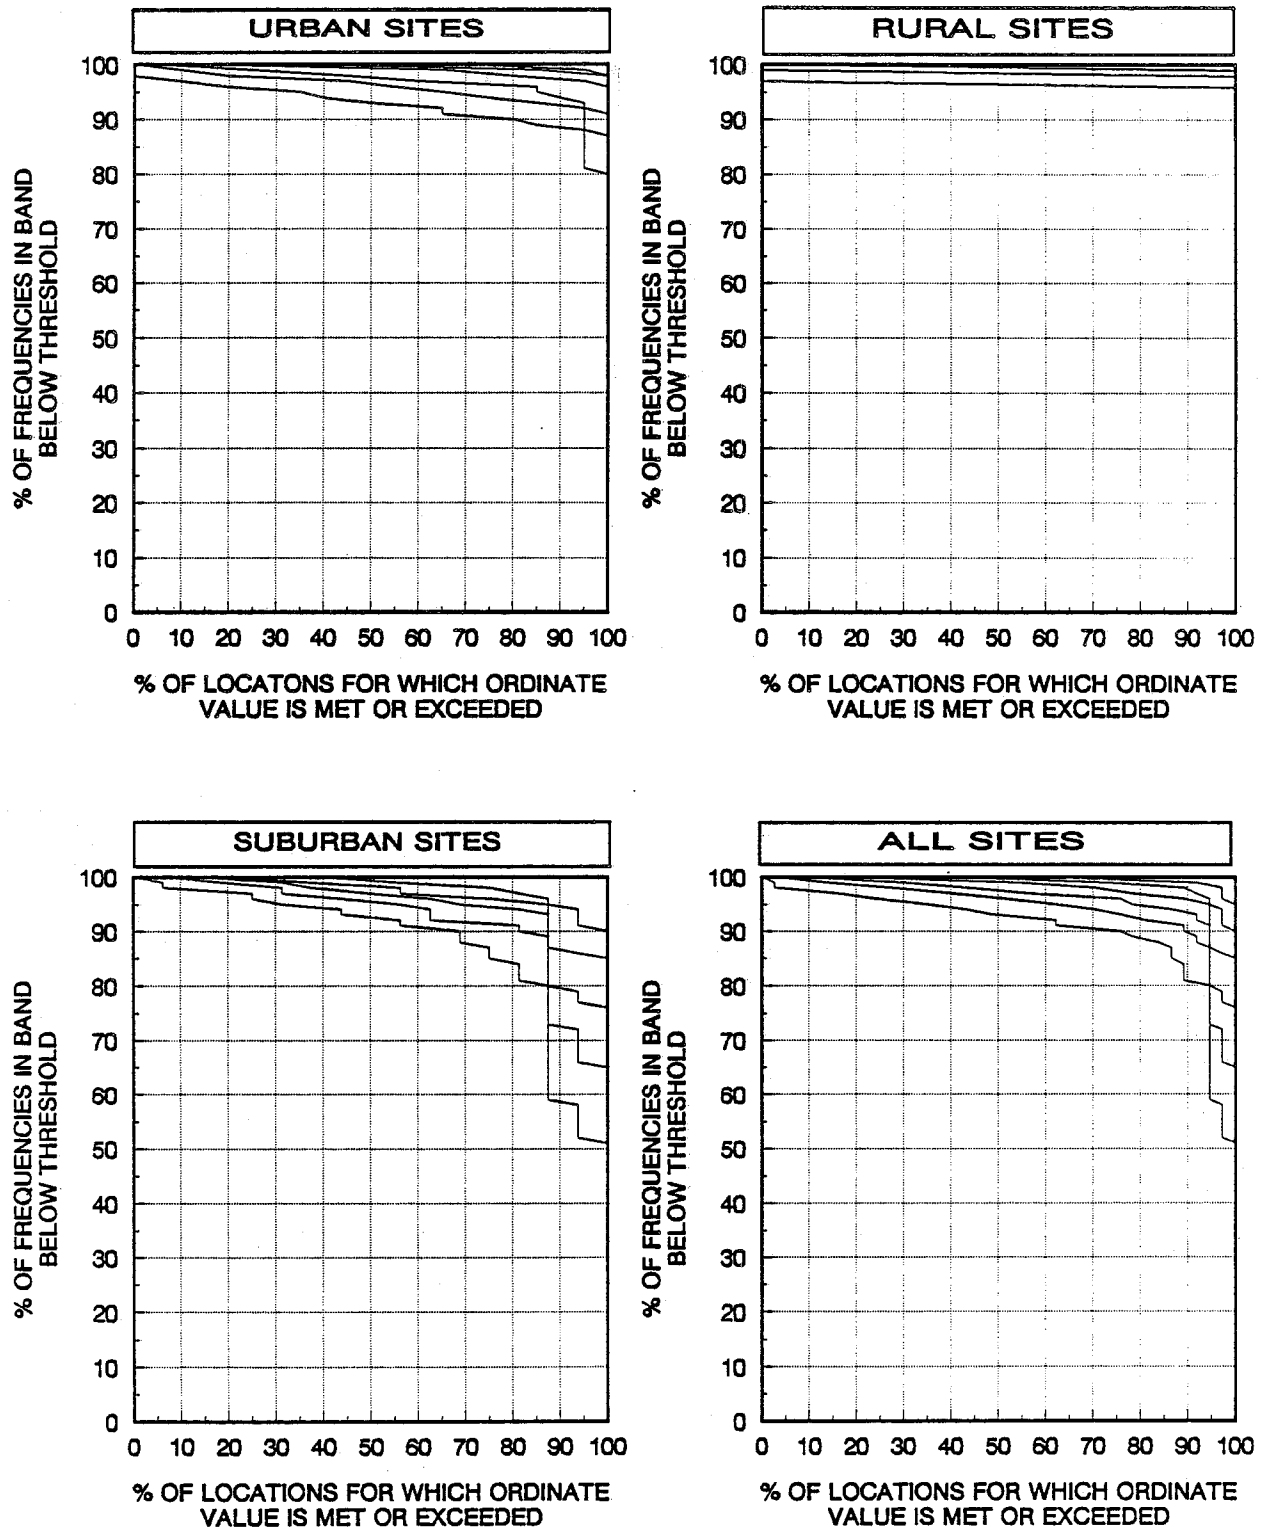 URBAN SITES
% OF FREQUENCIES IN BAND
BELOW THRESHOLD
100
90
80
70
60
50
40
30
20
10
0
0 10 20 30 40 50 60 70 80 90 100
% OF LOCATONS FOR WHICH ORDINATE
VALUE IS MET OR EXCEEDED
RURAL SITES
% OF FREQUENCIES IN BAND
BELOW THRESHOLD
100
90
80
70
60
50
40
30
20
10
0
0 10 20 30 40 50 60 70 80 90 100
% OF LOCATIONS FOR WHICH ORDINATE
VALUE IS MET OR EXCEEDED
SUBURBAN SITES
% OF FREQUENCIES IN BAND
BELOW THRESHOLD
100
90
80
70
60
50
40
30
20
10
0
0 10 20 30 40 50 60 70 80 90 100
% OF LOCATIONS FOR WHICH ORDINATE
VALUE IS MET OR EXCEEDED
ALL SITES
% OF FREQUENCIES IN BAND
BELOW THRESHOLD
100
90
80
70
60
50
40
30
20
10
0
0 10 20 30 40 50 60 70 80 90 100
% OF LOCATIONS FOR WHICH ORDINATE
VALUE IS MET OR EXCEEDED